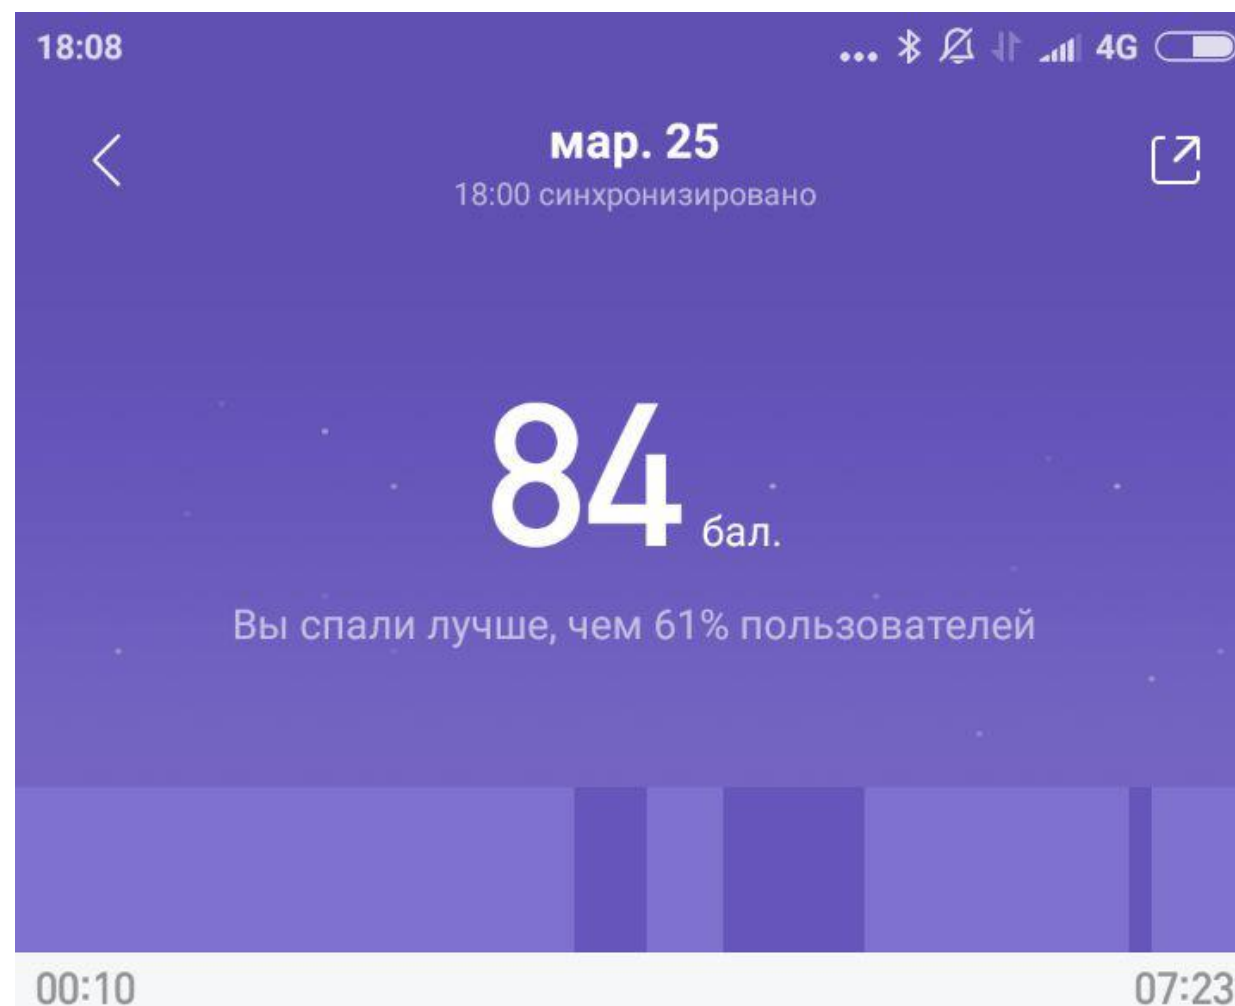 18:08 ... 4G
мар. 25
18:00 синхронизировано
84 бал.
Вы спали лучше, чем 61% пользователей
00:10 07:23